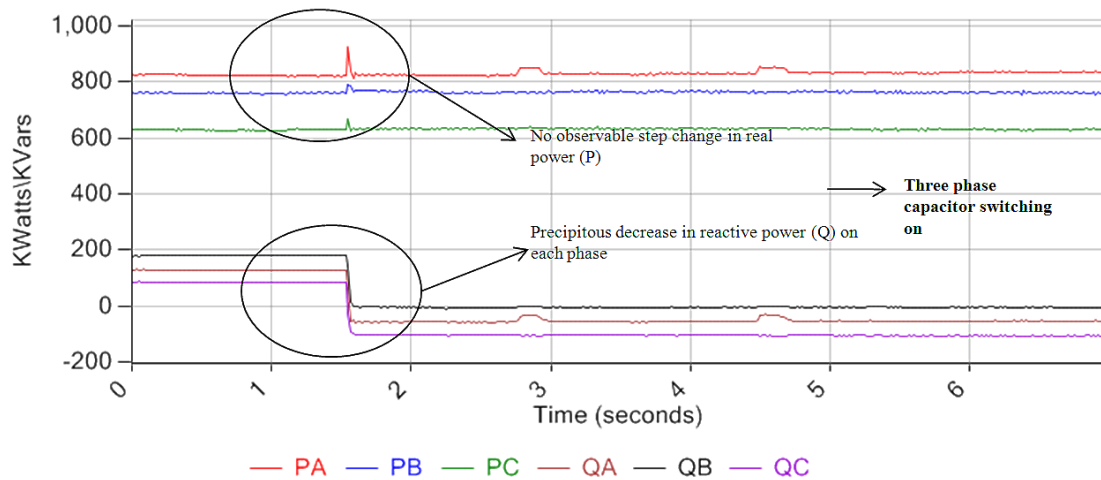 1,000
800
600
400
200
0
-200
KWatts\KVars
No observable step change in real
power (P)
Three phase
capacitor switching
on
Precipitous decrease in reactive power (Q) on
each phase
0
1
2
3
4
5
6
Time (seconds)
PA PB PC QA QB QC